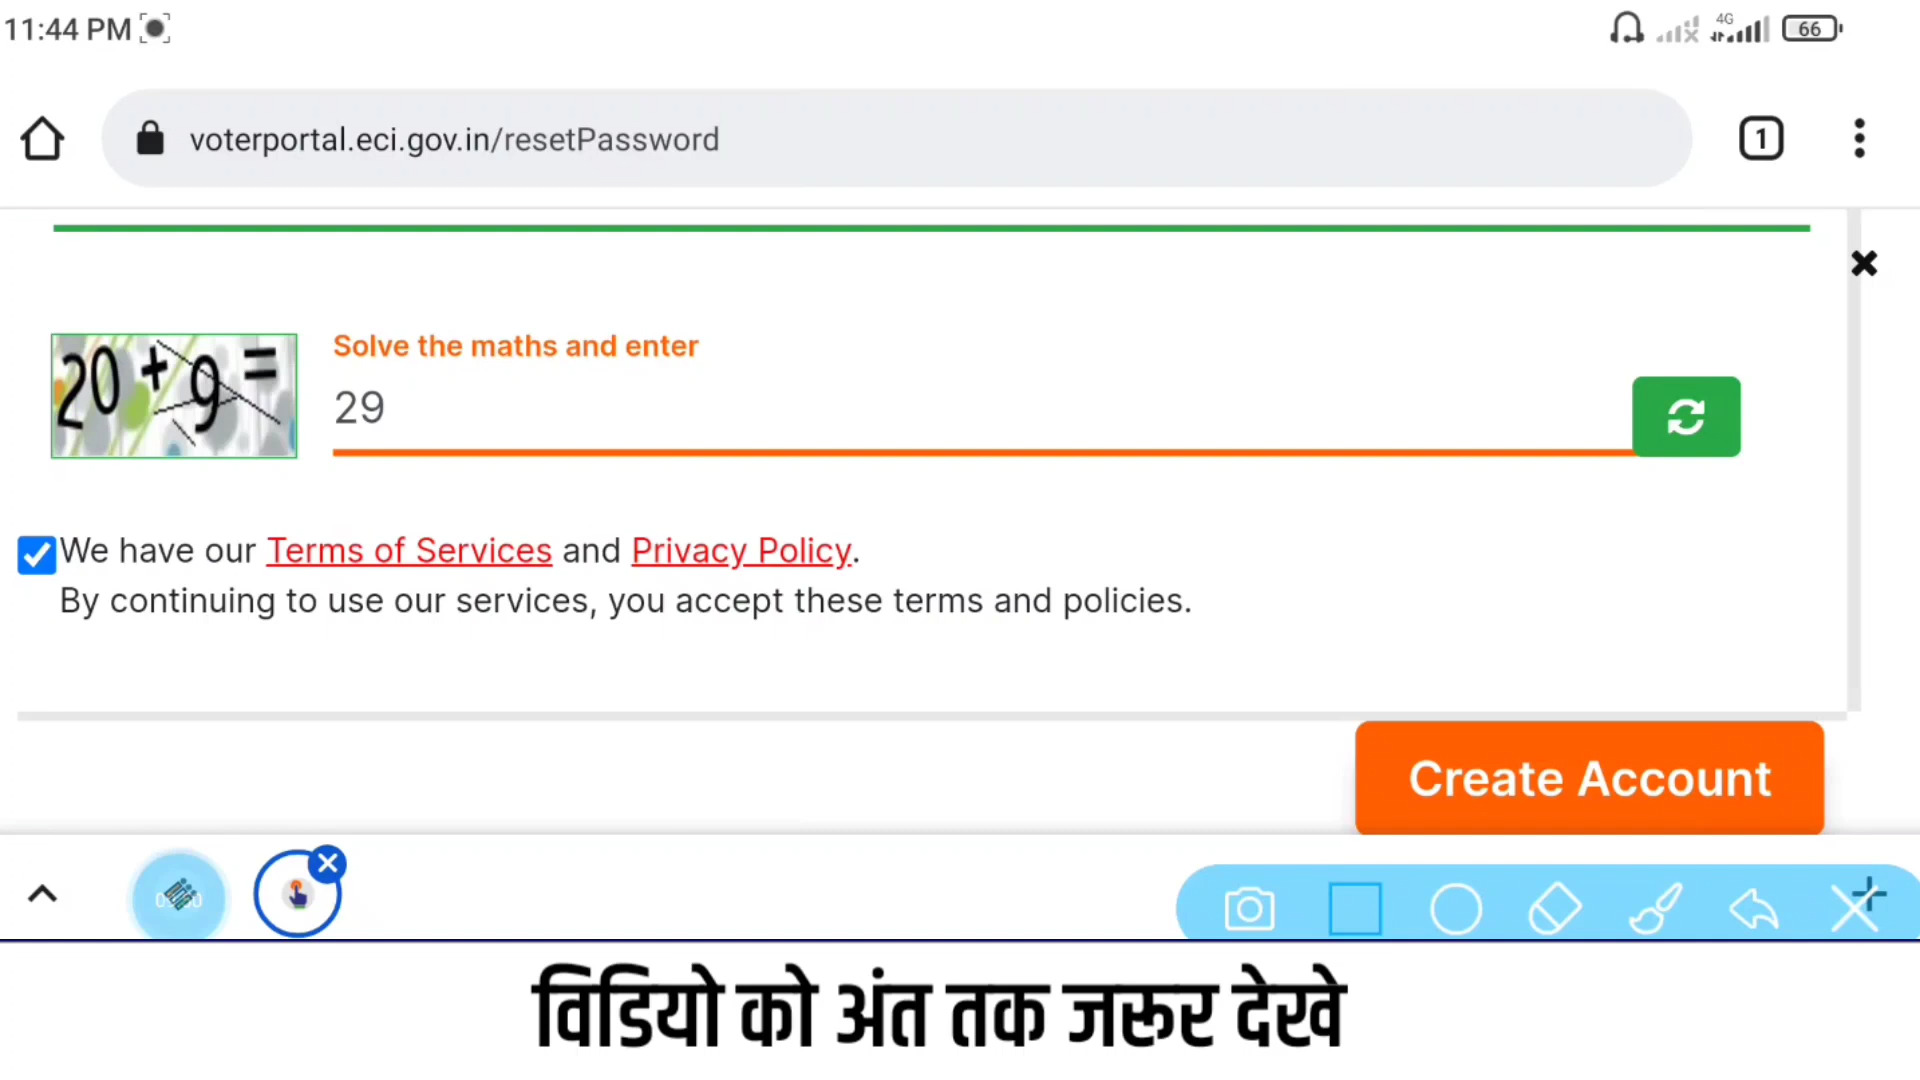 11:44 PM
4G
66
voterportal.eci.gov.in/resetPassword
1
Solve the maths and enter
20 + 9 =
29
We have our Terms of Services and Privacy Policy.
By continuing to use our services, you accept these terms and policies.
Create Account
विडियो को अंत तक जरूर देखे